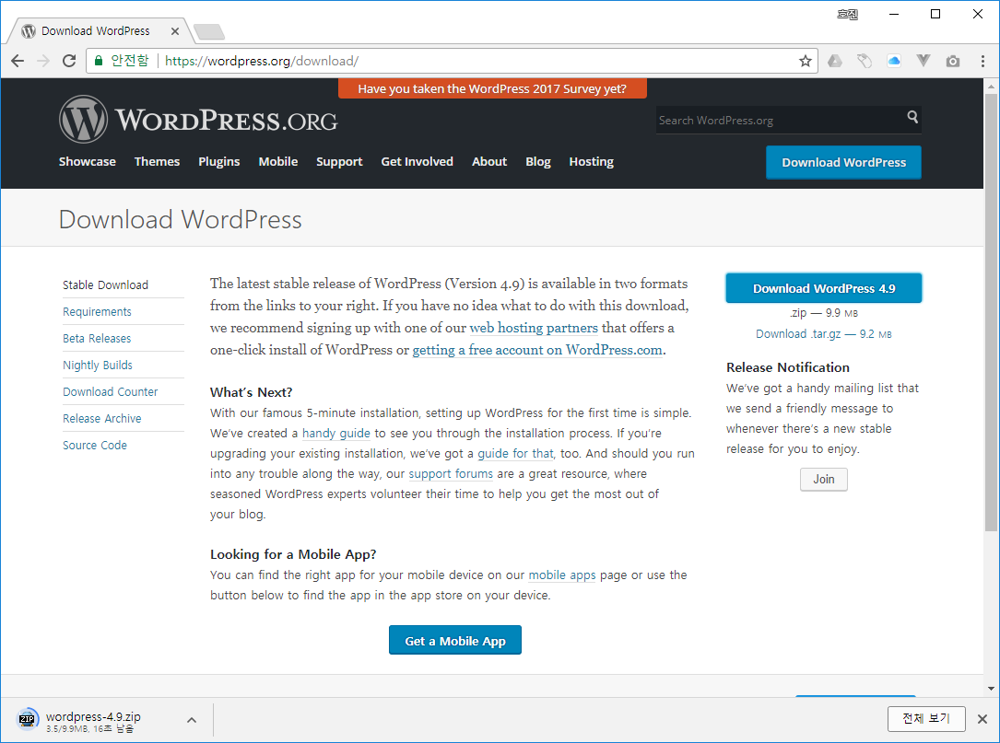 호젠
Download WordPress
안전함 https://wordpress.org/download/
Have you taken the WordPress 2017 Survey yet?
WORDPRESS.ORG
Search WordPress.org
Showcase Themes Plugins Mobile Support Get Involved About Blog Hosting
Download WordPress
Download WordPress
Stable Download
Requirements
Beta Releases
Nightly Builds
Download Counter
Release Archive
Source Code
The latest stable release of WordPress (Version 4.9) is available in two formats
from the links to your right. If you have no idea what to do with this download,
we recommend signing up with one of our web hosting partners that offers a
one-click install of WordPress or getting a free account on WordPress.com.
What's Next?
With our famous 5-minute installation, setting up WordPress for the first time is simple.
We've created a handy guide to see you through the installation process. If you're
upgrading your existing installation, we've got a guide for that, too. And should you run
into any trouble along the way, our support forums are a great resource, where
seasoned WordPress experts volunteer their time to help you get the most out of
your blog.
Looking for a Mobile App?
You can find the right app for your mobile device on our mobile apps page or use the
button below to find the app in the app store on your device.
Get a Mobile App
Download WordPress 4.9
.zip — 9.9 MB
Download .tar.gz — 9.2 MB
Release Notification
We've got a handy mailing list that
we send a friendly message to
whenever there's a new stable
release for you to enjoy.
Join
ZIP
wordpress-4.9.zip
3.5/9.9MB, 16초 남음
전체 보기